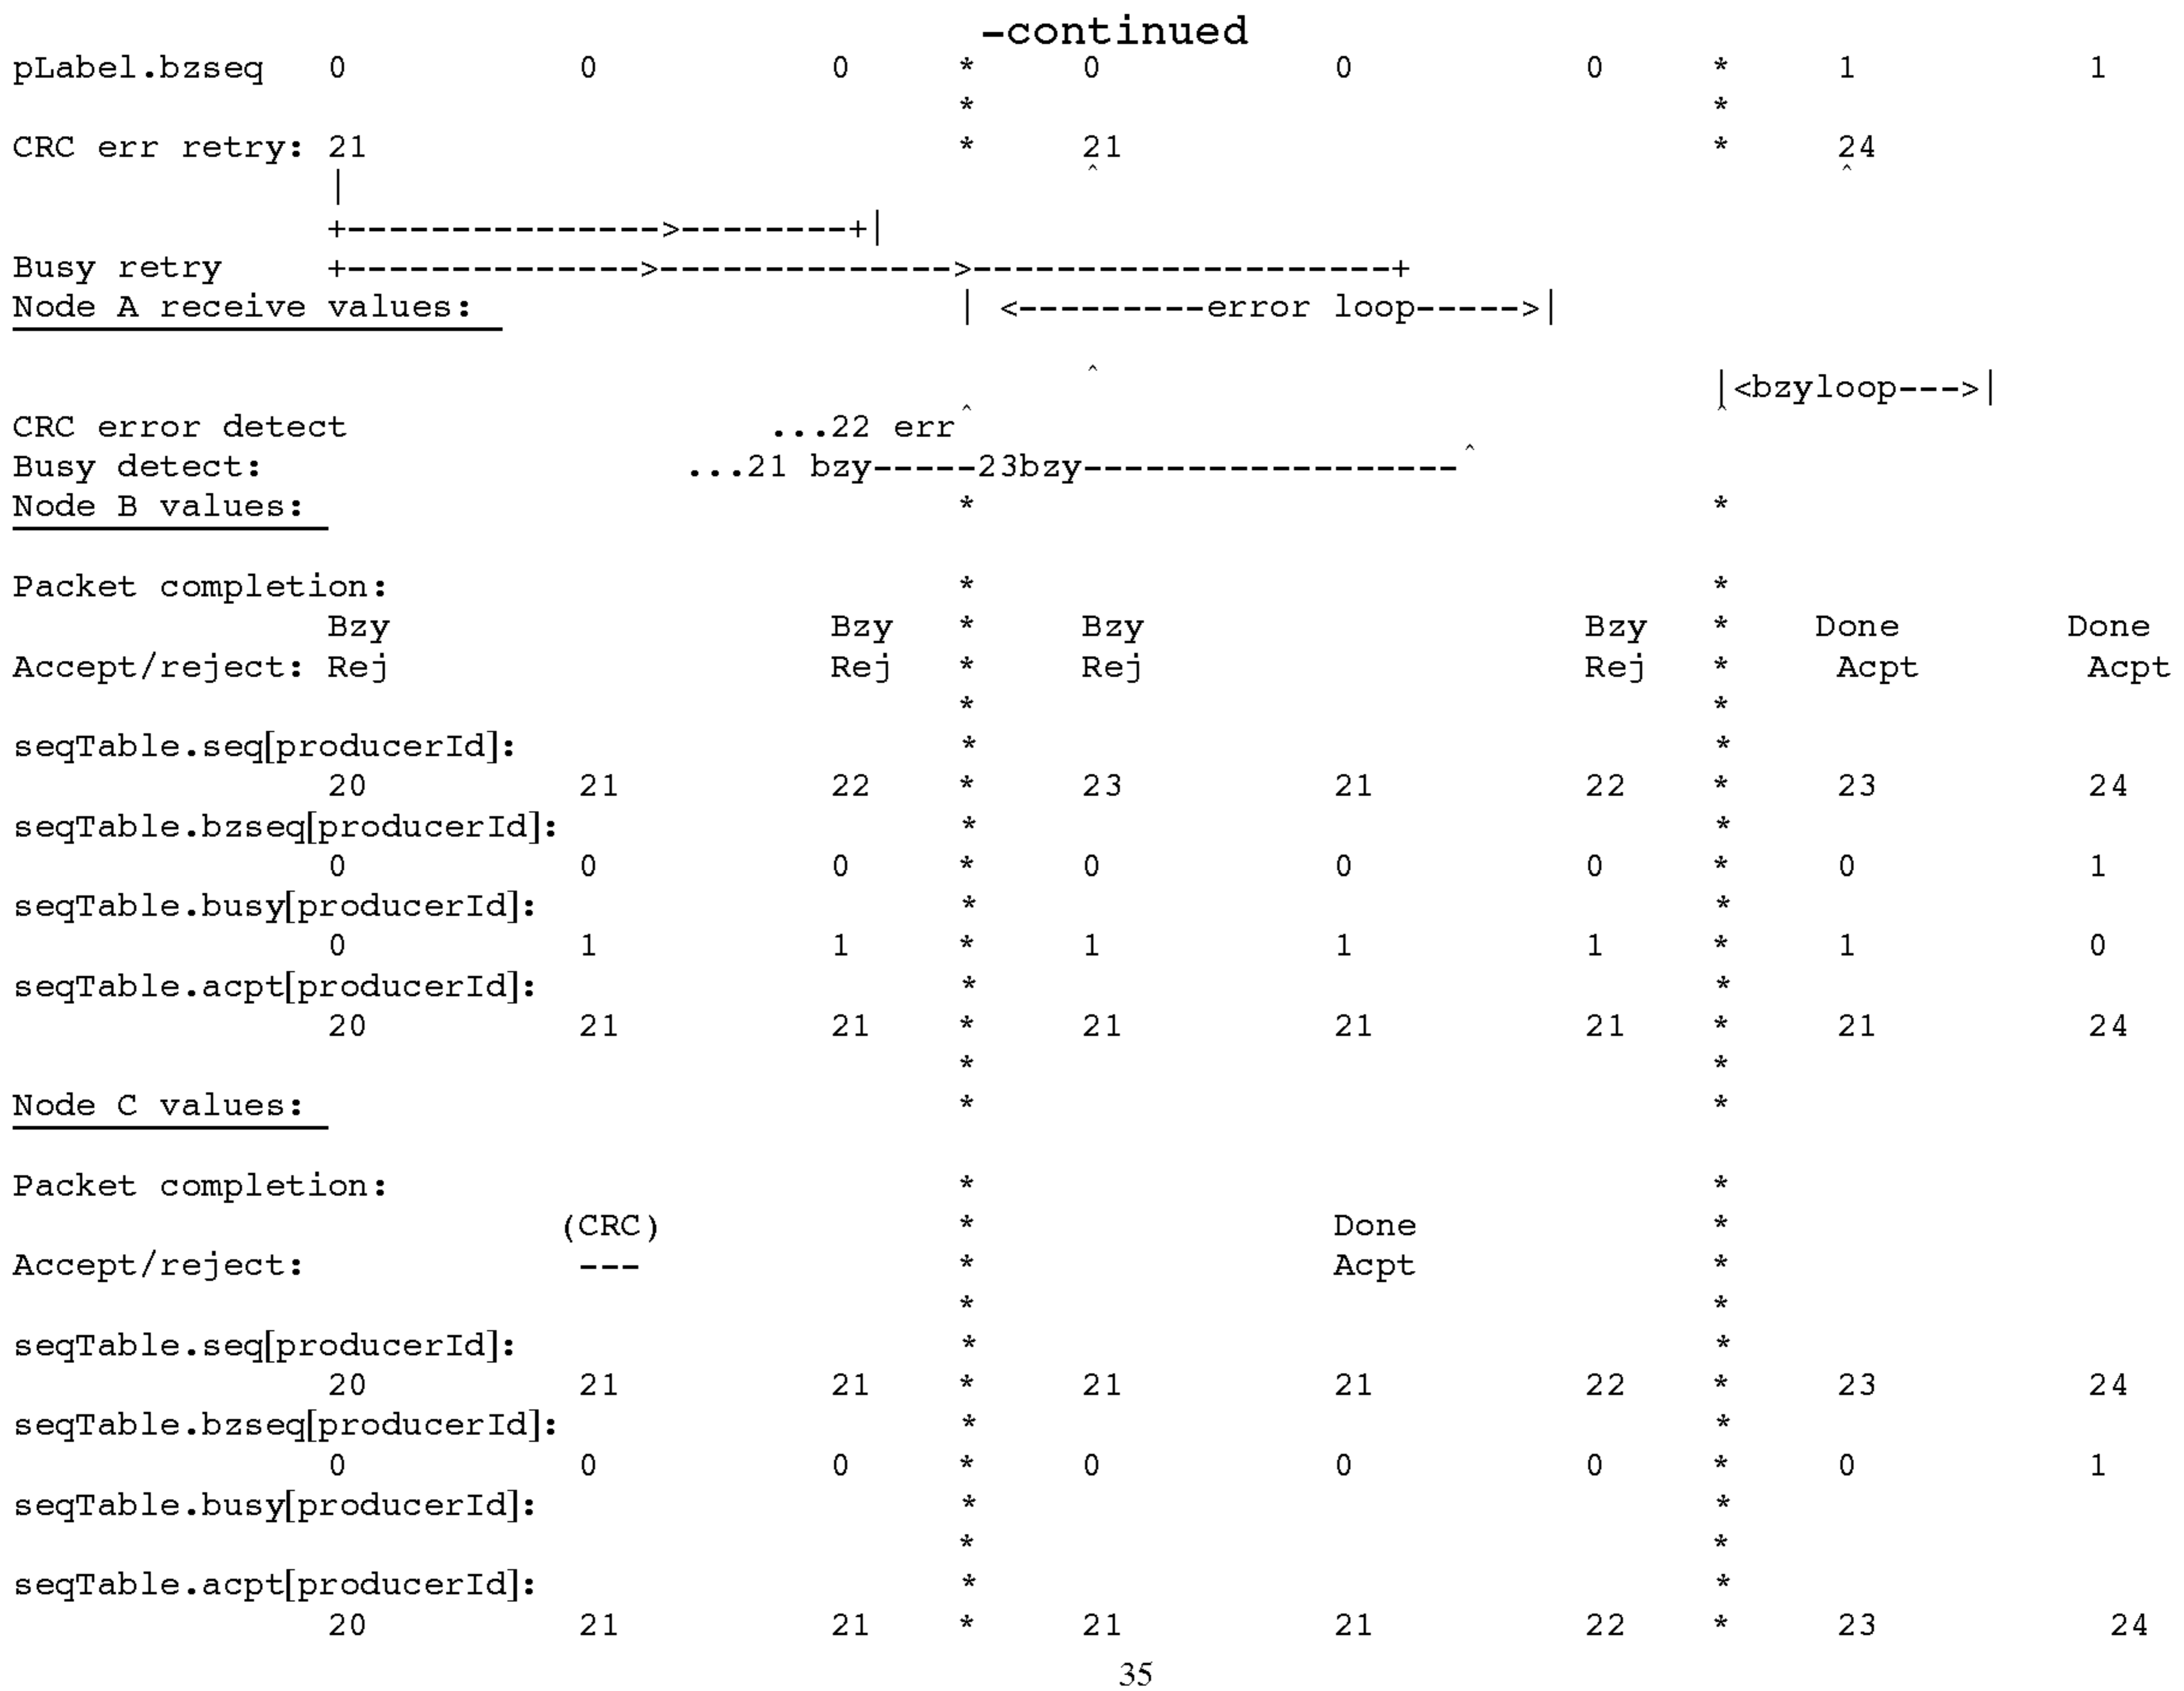 -continued
pLabel.bzseq 0 0 0 * 0 0 0 * 1 1
* *
CRC err retry: 21 * 21 * 24
| ^ ^
+--------------->--------+|
Busy retry +-------------->-------------->--------------------+
Node A receive values: | <---------error loop----->|
^
|<bzyloop--->|
^ ^
CRC error detect ...22 err
^
Busy detect: ...21 bzy-----23bzy------------------
Node B values: * *
Packet completion: * *
Bzy Bzy * Bzy Bzy * Done Done
Accept/reject: Rej Rej * Rej Rej * Acpt Acpt
* *
seqTable.seq[producerId]: * *
20 21 22 * 23 21 22 * 23 24
seqTable.bzseq[producerId]: * *
0 0 0 * 0 0 0 * 0 1
seqTable.busy[producerId]: * *
0 1 1 * 1 1 1 * 1 0
seqTable.acpt[producerId]: * *
20 21 21 * 21 21 21 * 21 24
* *
Node C values: * *
Packet completion: * *
(CRC) * Done *
Accept/reject: --- * Acpt *
* *
seqTable.seq[producerId]: * *
20 21 21 * 21 21 22 * 23 24
seqTable.bzseq[producerId]: * *
0 0 0 * 0 0 0 * 0 1
seqTable.busy[producerId]: * *
* *
seqTable.acpt[producerId]: * *
20 21 21 * 21 21 22 * 23 24
35